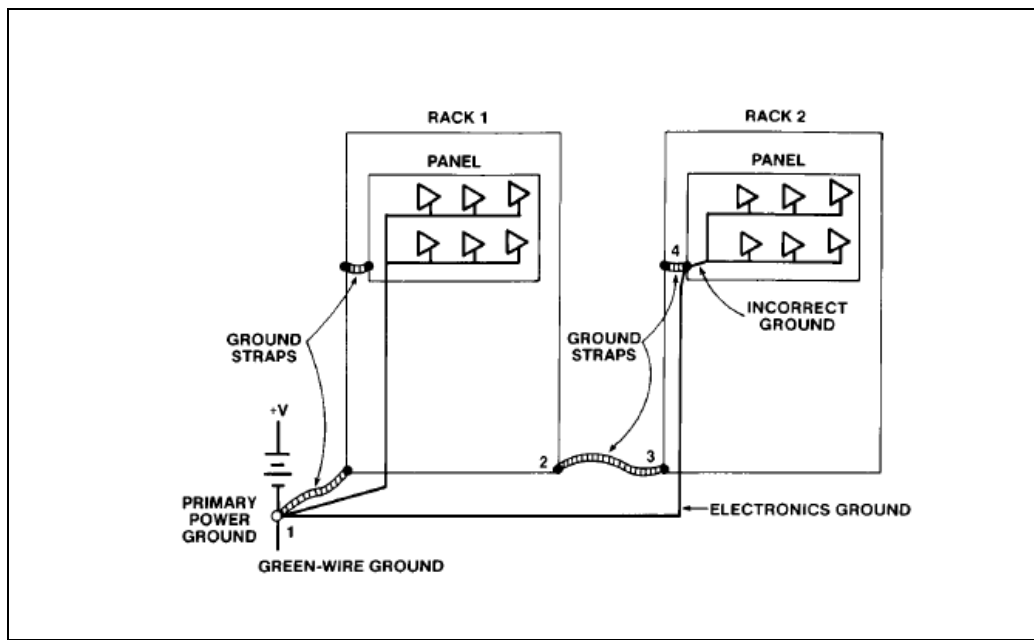 RACK 1
RACK 2
PANEL
PANEL
4
INCORRECT
GROUND
GROUND
STRAPS
GROUND
STRAPS
+V
2
3
PRIMARY
POWER
GROUND
1
ELECTRONICS GROUND
GREEN-WIRE GROUND